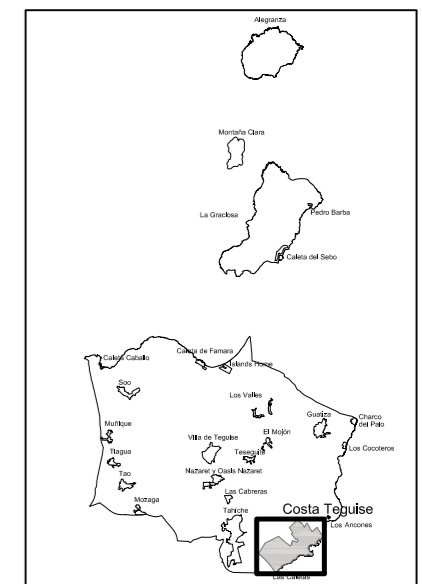 Alegranza
Montaña Clara
La Graciosa
Pedro Barba
Caleta del Sebo
Caleta Caballo
Caleta de Famara
Islands Home
Soo
Los Valles
Guatiza
Charco
del Palo
Muñique
El Mojón
Villa de Teguise
Los Cocoteros
Tiagua
Teseguite
Nazaret y Oasis Nazaret
Tao
Las Cabreras
Mozaga
Tahíche
Costa Teguise
Los Ancones
Las Caletas